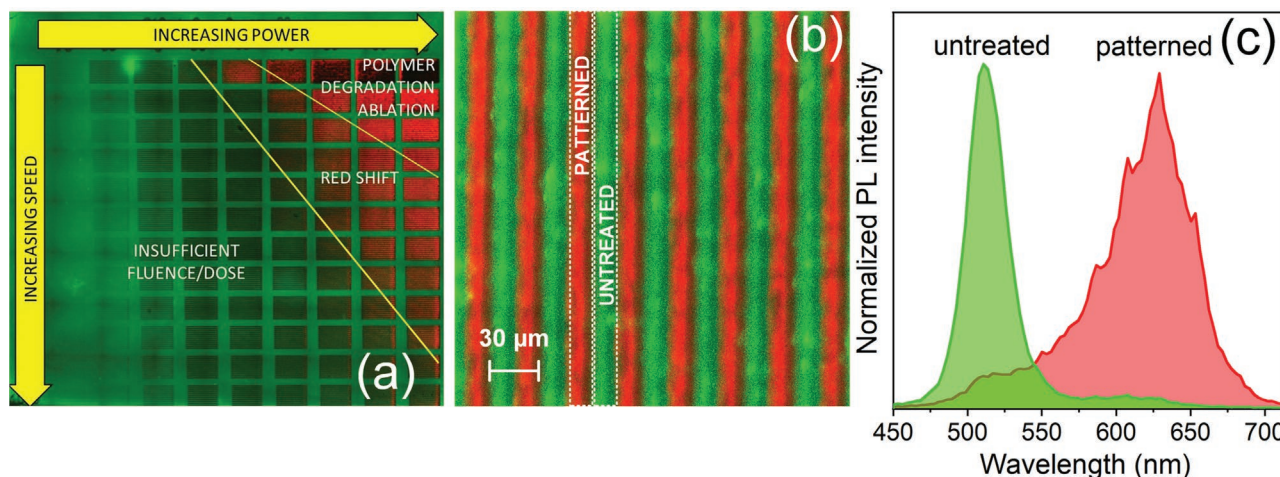 INCREASING POWER
INCREASING SPEED
POLYMER
DEGRADATION
ABLATION
RED SHIFT
INSUFFICIENT
FLUENCE/DOSE
(a)
(b)
PATTERNED
UNTREATED
30 µm
(c)
untreated patterned
Normalized PL intensity
450 500 550 600 650 700
Wavelength (nm)